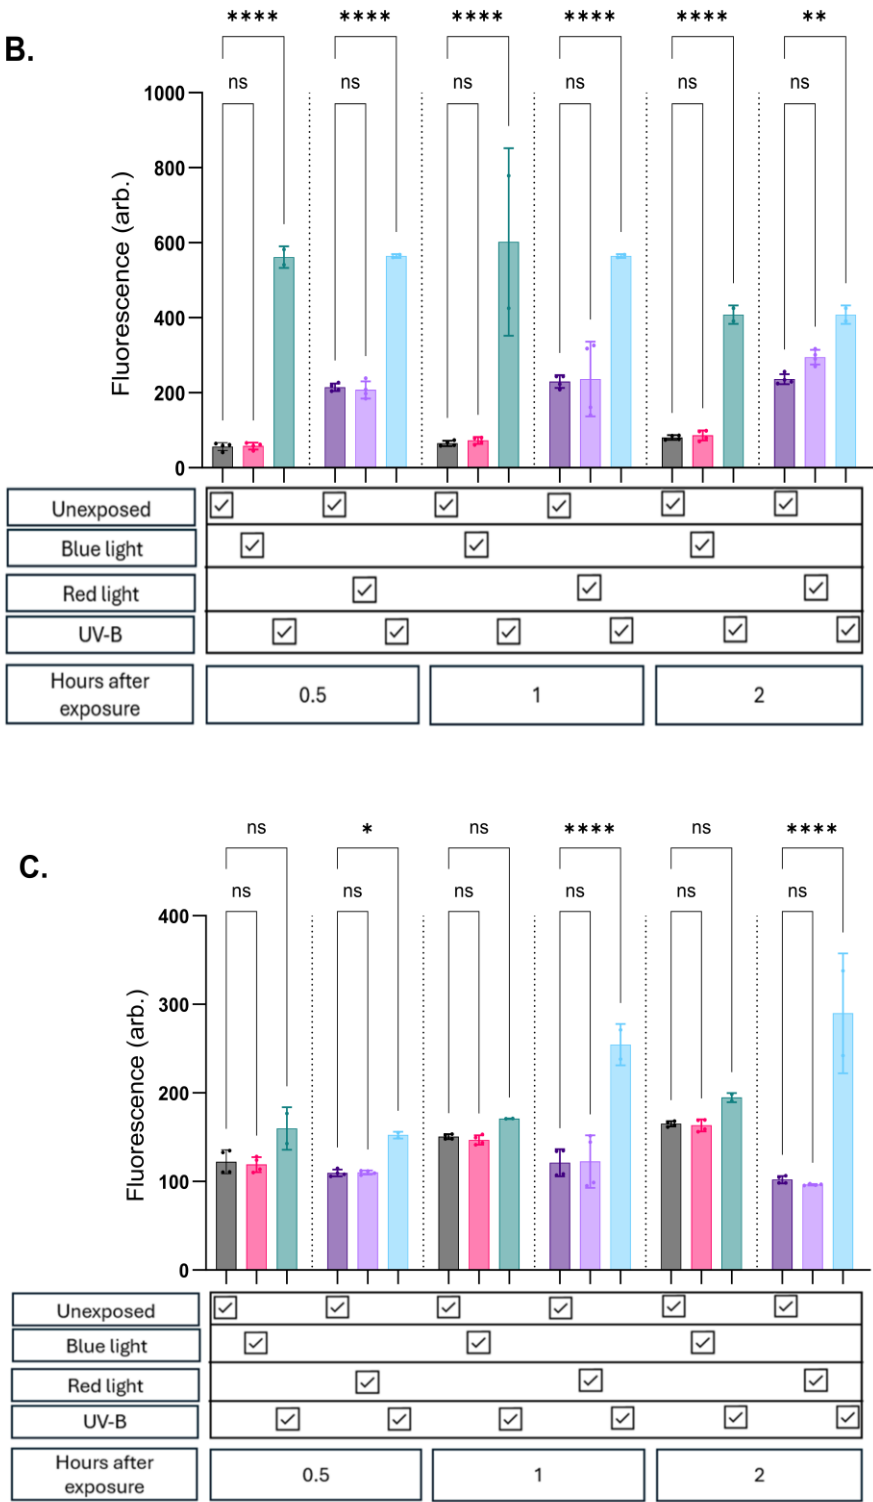 **** **** **** **** **** **
B.
ns ns ns ns ns ns
1000
800
600
400
200
0
Fluorescence (arb.)
Unexposed
Blue light
Red light
UV-B
Hours after
exposure
0.5 1 2
ns * ns **** ns ****
C.
ns ns ns ns ns ns
400
300
200
100
0
Fluorescence (arb.)
Unexposed
Blue light
Red light
UV-B
Hours after
exposure
0.5 1 2